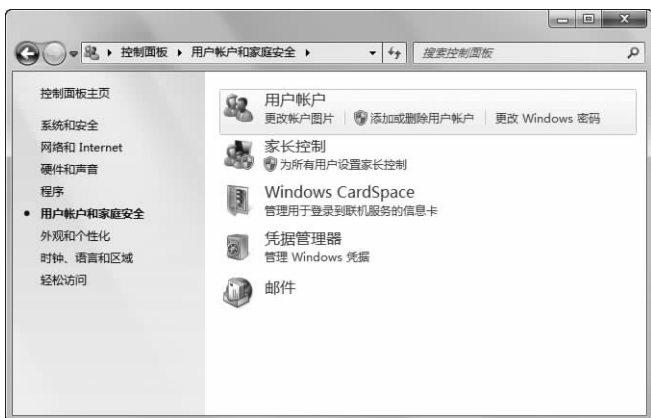 控制面板 用户帐户和家庭安全 搜索控制面板
控制面板主页
系统和安全
网络和 Internet
硬件和声音
程序
用户帐户和家庭安全
外观和个性化
时钟、语言和区域
轻松访问
用户帐户
更改帐户图片 添加或删除用户帐户 更改 Windows 密码
家长控制
为所有用户设置家长控制
Windows CardSpace
管理用于登录到联机服务的信息卡
凭据管理器
管理 Windows 凭据
邮件